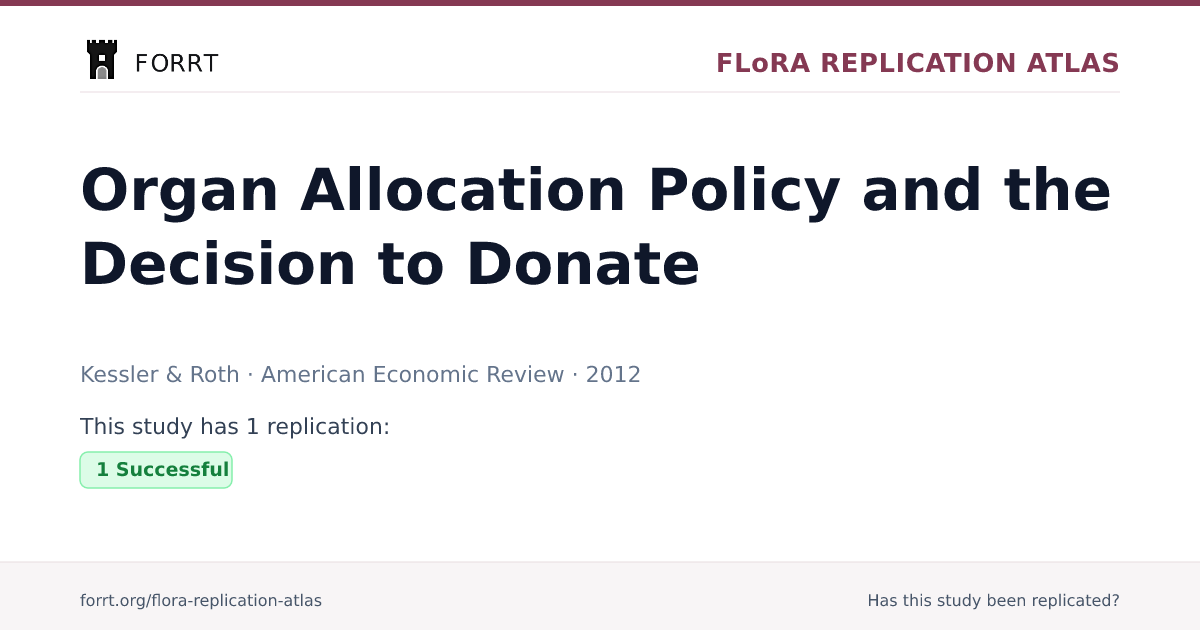 FORRT
FLoRA REPLICATION ATLAS
Organ Allocation Policy and the
Decision to Donate
Kessler & Roth · American Economic Review · 2012
This study has 1 replication:
1 Successful
forrt.org/flora-replication-atlas
Has this study been replicated?